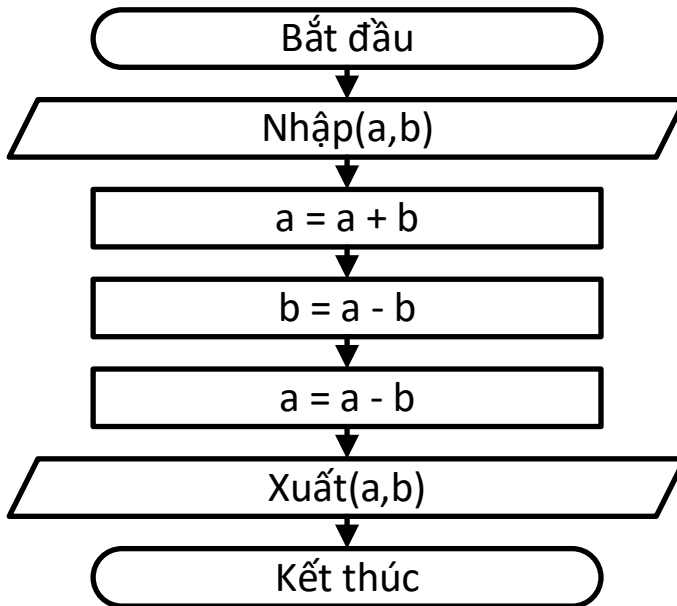 Bắt đầu
Nhập(a,b)
a = a + b
b = a - b
a = a - b
Xuất(a,b)
Kết thúc